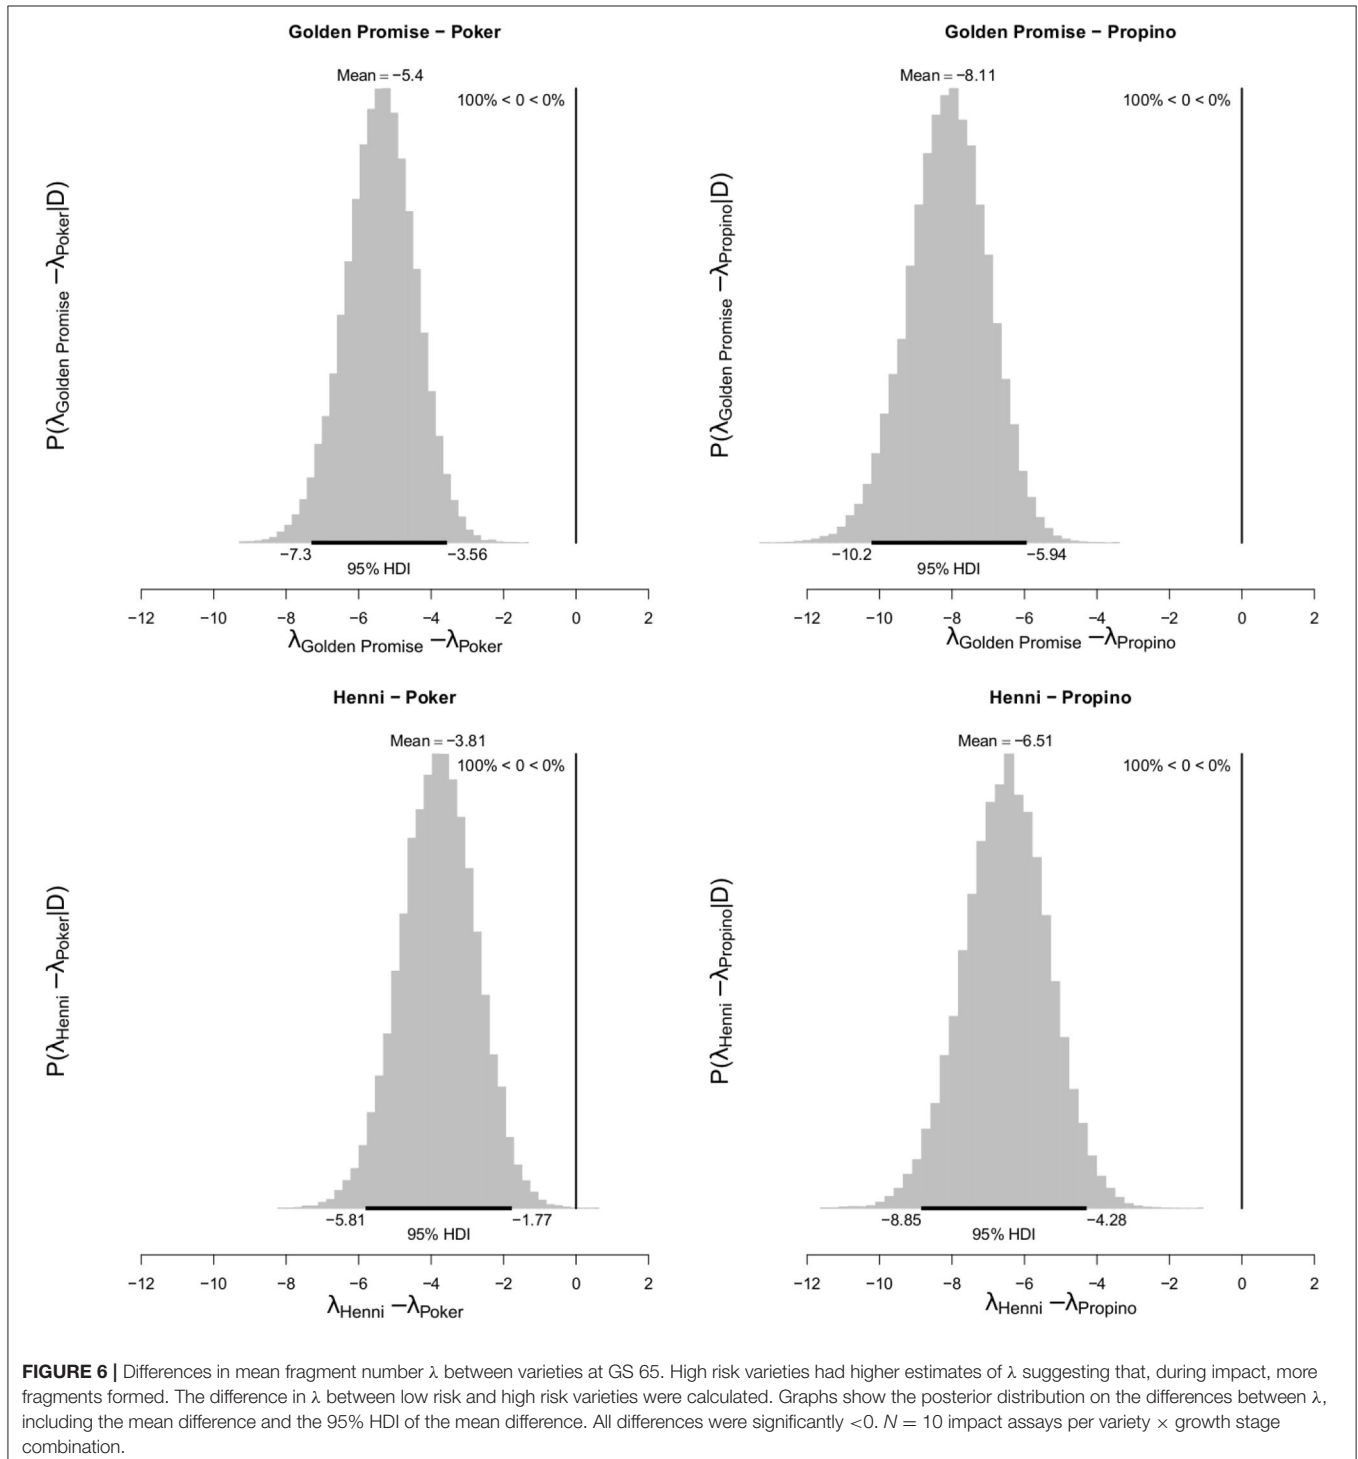 Golden Promise − Poker
Mean = −5.4
100% < 0 < 0%
P(λGolden Promise −λPoker|D)
−7.3
−3.56
95% HDI
−12 −10 −8 −6 −4 −2 0 2
λGolden Promise −λPoker
Golden Promise − Propino
Mean = −8.11
100% < 0 < 0%
P(λGolden Promise −λPropino|D)
−10.2
−5.94
95% HDI
−12 −10 −8 −6 −4 −2 0 2
λGolden Promise −λPropino
Henni − Poker
Mean = −3.81
100% < 0 < 0%
P(λHenni −λPoker|D)
−5.81
−1.77
95% HDI
−12 −10 −8 −6 −4 −2 0 2
λHenni −λPoker
Henni − Propino
Mean = −6.51
100% < 0 < 0%
P(λHenni −λPropino|D)
−8.85
−4.28
95% HDI
−12 −10 −8 −6 −4 −2 0 2
λHenni −λPropino
FIGURE 6 | Differences in mean fragment number λ between varieties at GS 65. High risk varieties had higher estimates of λ suggesting that, during impact, more
fragments formed. The difference in λ between low risk and high risk varieties were calculated. Graphs show the posterior distribution on the differences between λ,
including the mean difference and the 95% HDI of the mean difference. All differences were significantly <0. N = 10 impact assays per variety × growth stage
combination.